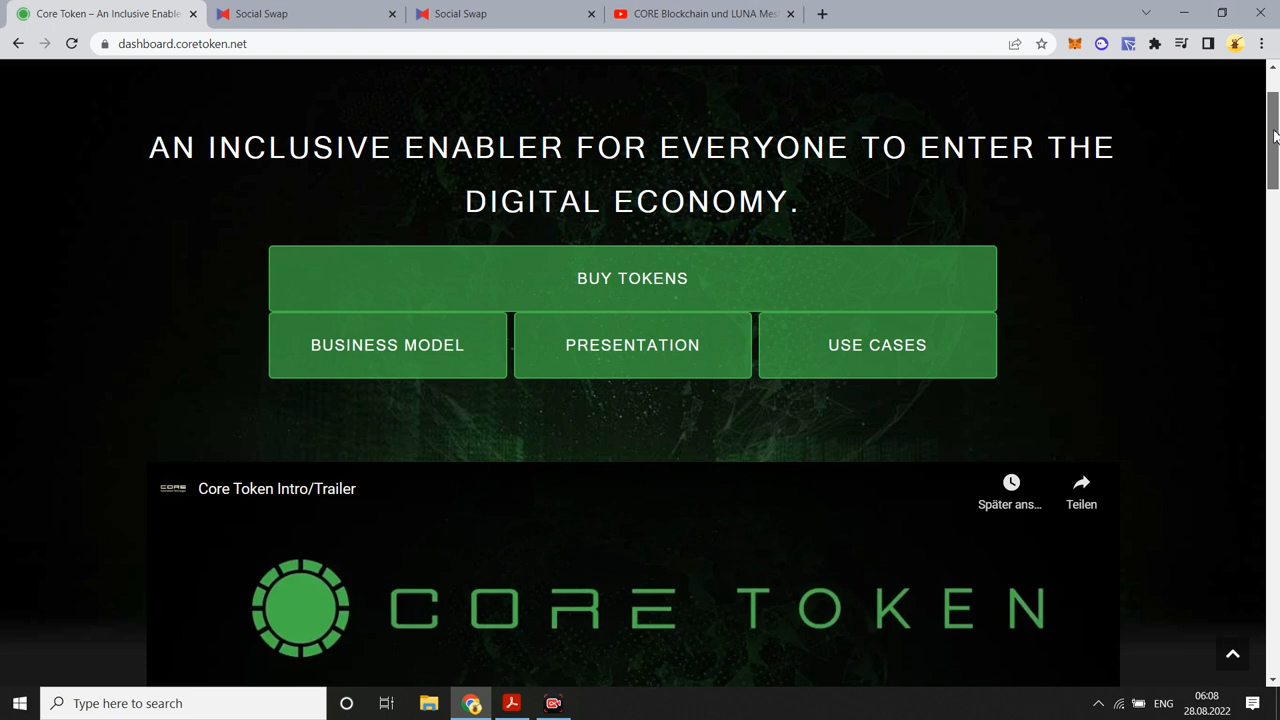 Core Token – An Inclusive Enable
Social Swap
Social Swap
CORE Blockchain und LUNA Mes
dashboard.coretoken.net
AN INCLUSIVE ENABLER FOR EVERYONE TO ENTER THE
DIGITAL ECONOMY.
BUY TOKENS
BUSINESS MODEL
PRESENTATION
USE CASES
CORE
Core Token Intro/Trailer
Später ans...
Teilen
CORE TOKEN
Type here to search
ENG
06:08
28.08.2022